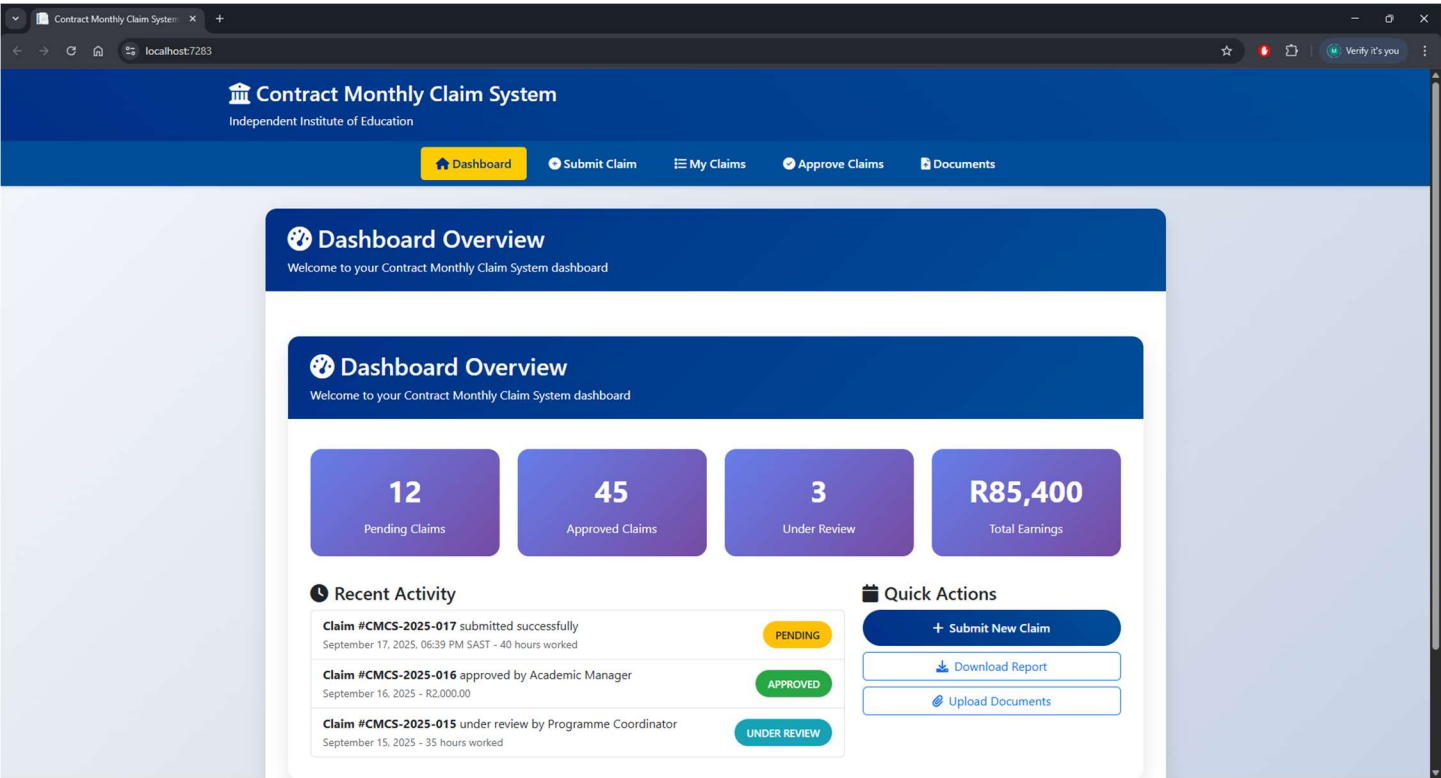 Contract Monthly Claim System
localhost:7283
Verify it's you
Contract Monthly Claim System
Independent Institute of Education
Dashboard
Submit Claim
My Claims
Approve Claims
Documents
Dashboard Overview
Welcome to your Contract Monthly Claim System dashboard
Dashboard Overview
Welcome to your Contract Monthly Claim System dashboard
12
Pending Claims
45
Approved Claims
3
Under Review
R85,400
Total Earnings
Recent Activity
Claim #CMCS-2025-017 submitted successfully
September 17, 2025, 06:39 PM SAST - 40 hours worked
PENDING
Claim #CMCS-2025-016 approved by Academic Manager
September 16, 2025 - R2,000.00
APPROVED
Claim #CMCS-2025-015 under review by Programme Coordinator
September 15, 2025 - 35 hours worked
UNDER REVIEW
Quick Actions
+ Submit New Claim
Download Report
Upload Documents